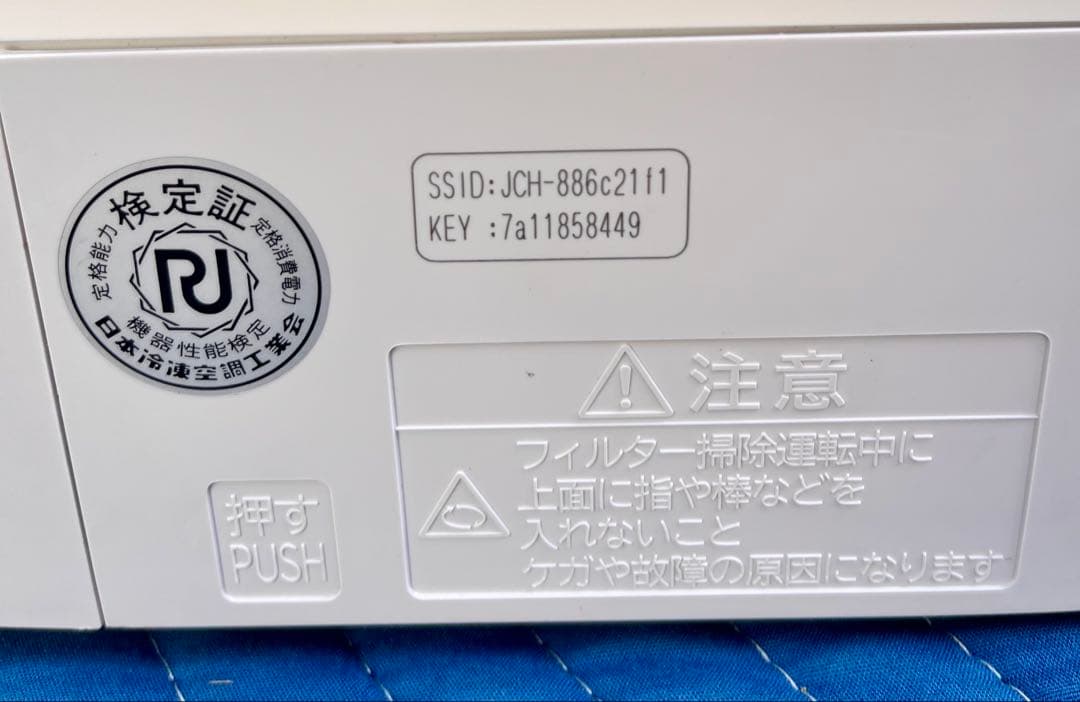 検定証
定格能力
定格消費電力
RJ
機器性能検定
日本冷凍空調工業会
SSID:JCH-886c21f1
KEY :7a11858449
注意
フィルター掃除運転中に
上面に指や棒などを
入れないこと
ケガや故障の原因になります
押す
PUSH